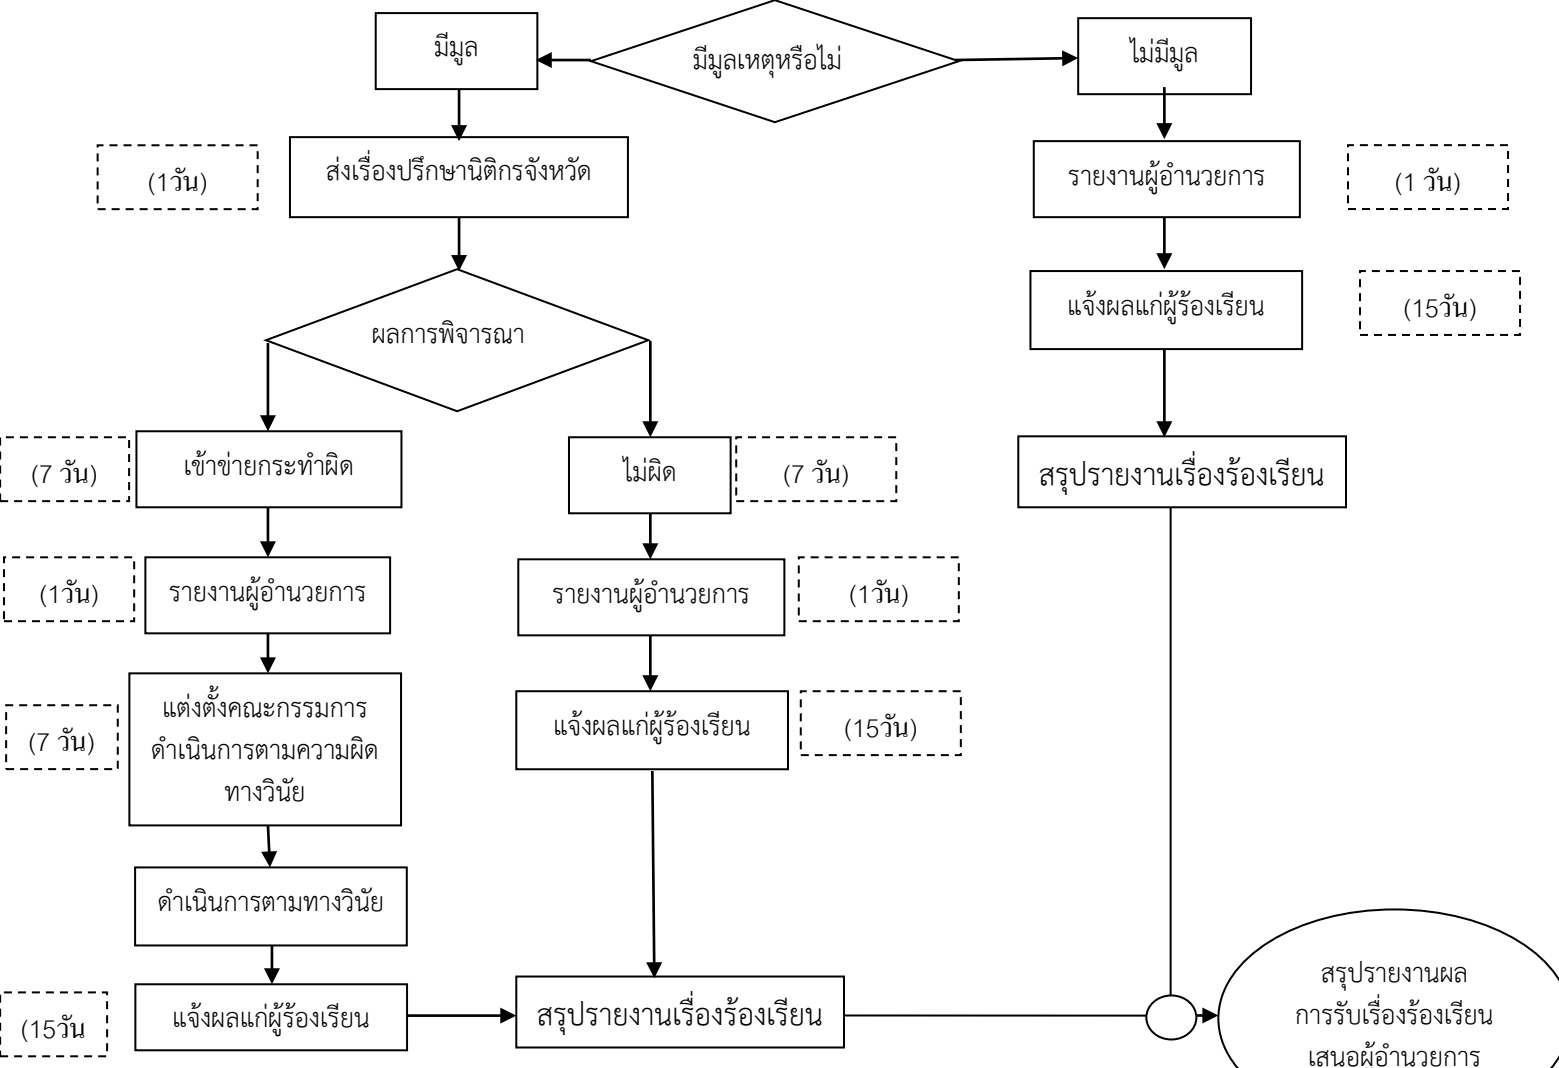 มีมูล
มีมูลเหตุหรือไม่
ไม่มีมูล
(1วัน)
ส่งเรื่องปรึกษานิติกรจังหวัด
รายงานผู้อำนวยการ
(1 วัน)
ผลการพิจารณา
แจ้งผลแก่ผู้ร้องเรียน
(15วัน)
(7 วัน)
เข้าข่ายกระทำผิด
ไม่ผิด
(7 วัน)
สรุปรายงานเรื่องร้องเรียน
(1วัน)
รายงานผู้อำนวยการ
รายงานผู้อำนวยการ
(1วัน)
(7 วัน)
แต่งตั้งคณะกรรมการ
ดำเนินการตามความผิด
ทางวินัย
แจ้งผลแก่ผู้ร้องเรียน
(15วัน)
ดำเนินการตามทางวินัย
(15วัน
แจ้งผลแก่ผู้ร้องเรียน
สรุปรายงานเรื่องร้องเรียน
สรุปรายงานผล
การรับเรื่องร้องเรียน
เสนอผู้อำนวยการ